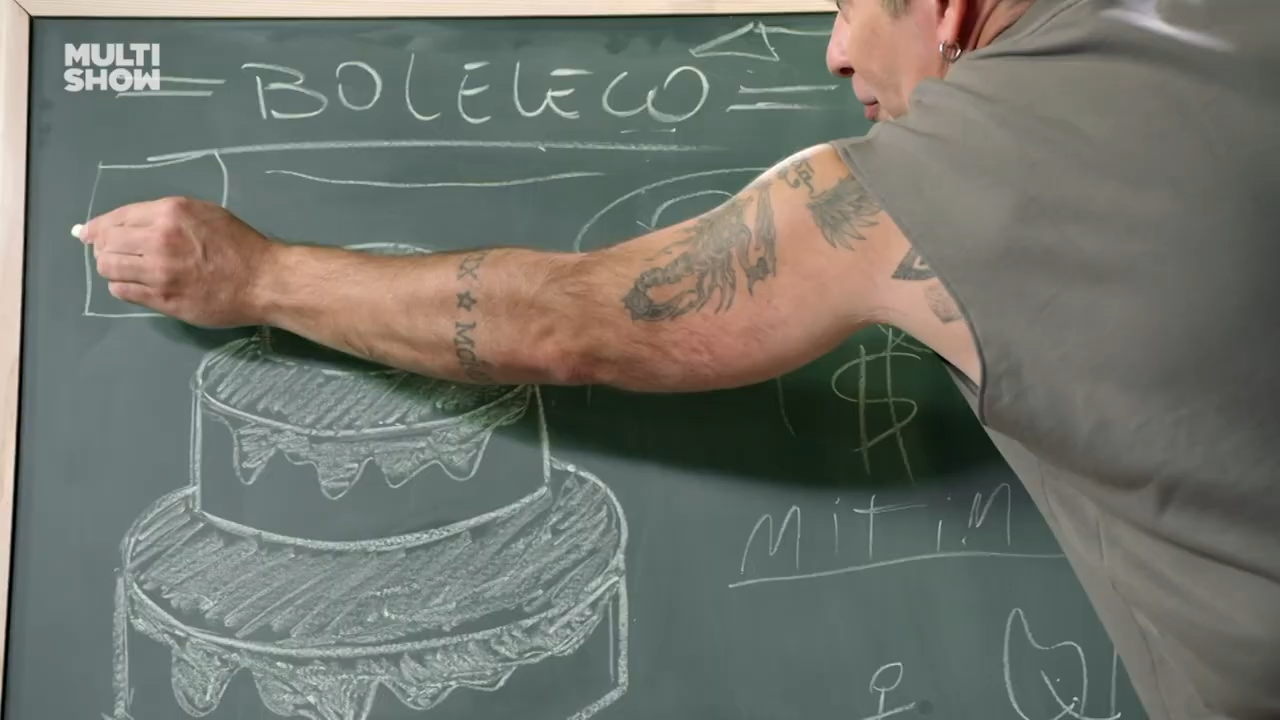 MULTI
SHOW
= BOLELECO =
$
MiTiM